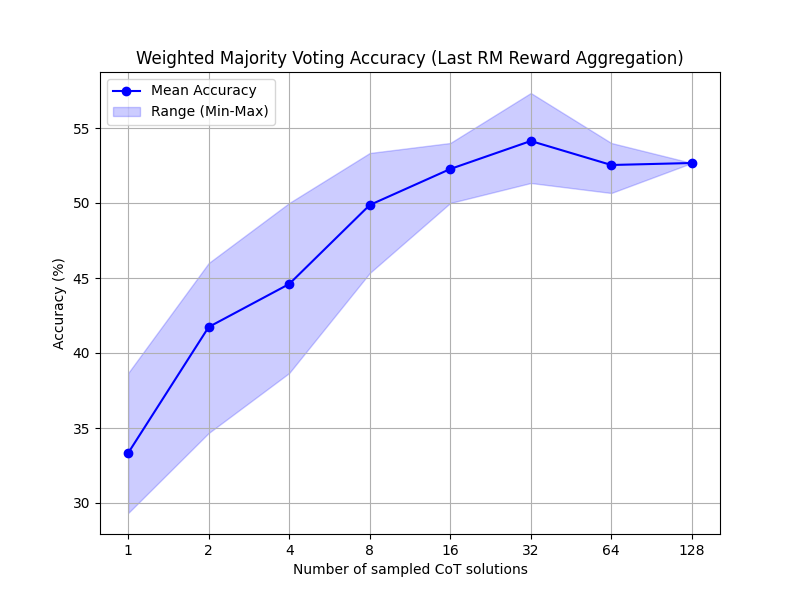 Weighted Majority Voting Accuracy (Last RM Reward Aggregation)
Mean Accuracy
Range (Min-Max)
55
50
45
40
35
30
Accuracy (%)
1 2 4 8 16 32 64 128
Number of sampled CoT solutions